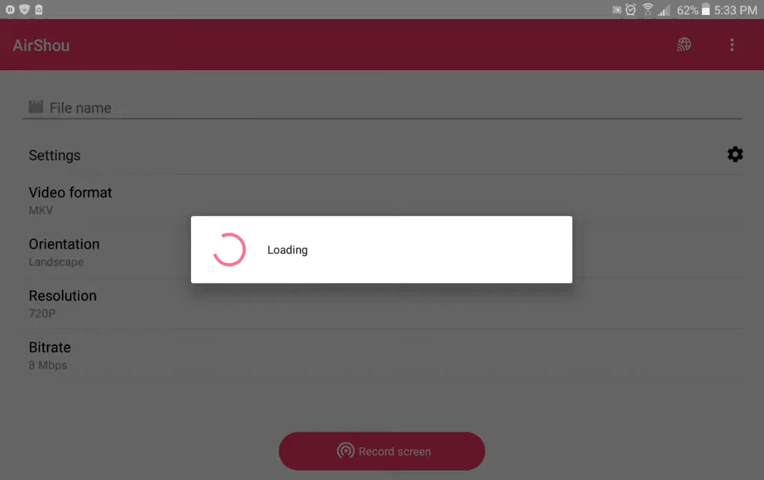 62% 5:33 PM
AirShou
File name
Settings
Video format
MKV
Orientation
Landscape
Loading
Resolution
720P
Bitrate
8 Mbps
Record screen